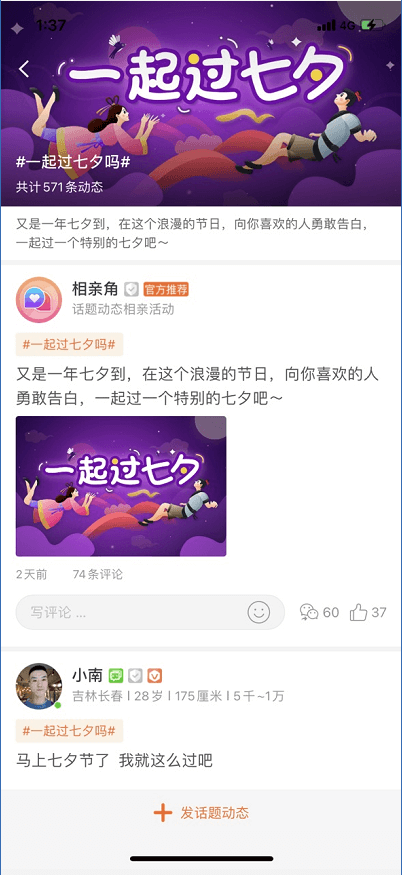 1:37
4G
一起过七夕
#一起过七夕吗#
共计571条动态
又是一年七夕到，在这个浪漫的节日，向你喜欢的人勇敢告白，
一起过一个特别的七夕吧～
相亲角 官方推荐
话题动态相亲活动
#一起过七夕吗#
又是一年七夕到，在这个浪漫的节日，向你喜欢的人
勇敢告白，一起过一个特别的七夕吧～
一起过七夕
2天前 74条评论
写评论 ... 60 37
小南
吉林长春 | 28岁 | 175厘米 | 5千~1万
#一起过七夕吗#
马上七夕节了 我就这么过吧
发话题动态